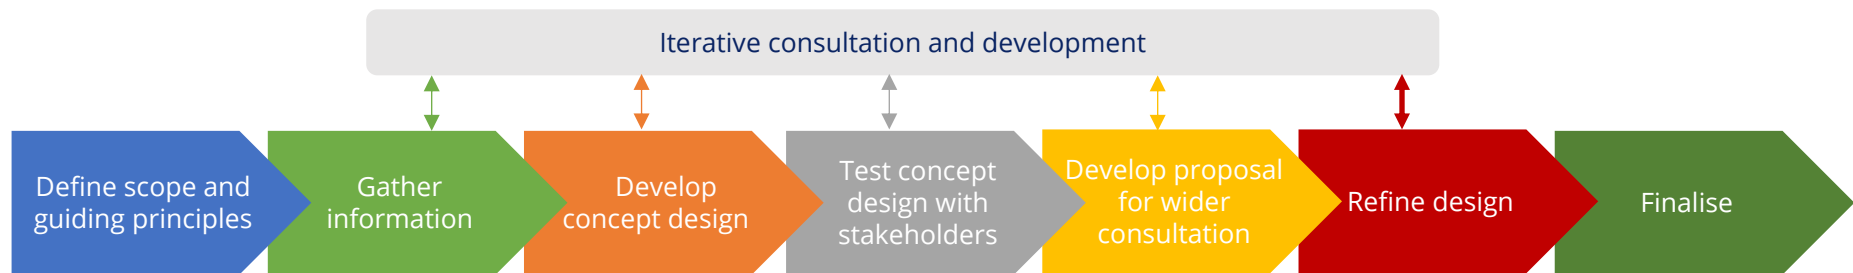 Iterative consultation and development
Define scope and
guiding principles
Gather
information
Develop
concept design
Test concept
design with
stakeholders
Develop proposal
for wider
consultation
Refine design
Finalise